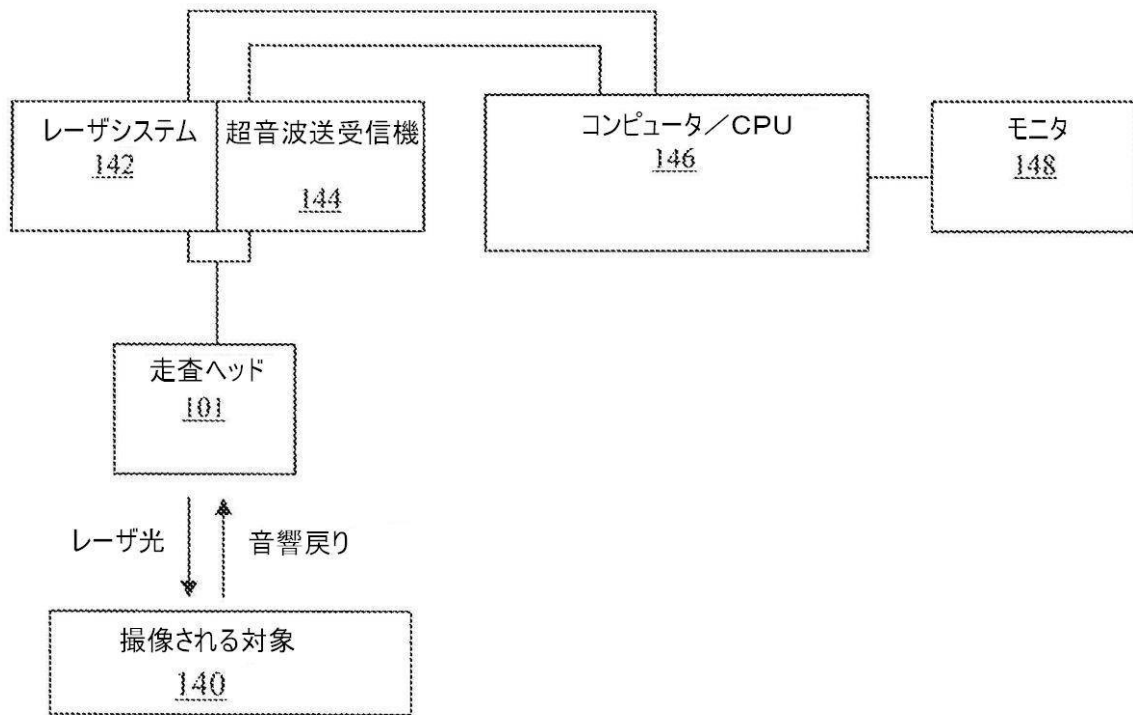 レーザシステム
142
超音波送受信機
144
コンピュータ／CPU
146
モニタ
148
走査ヘッド
101
レーザ光
音響戻り
撮像される対象
140